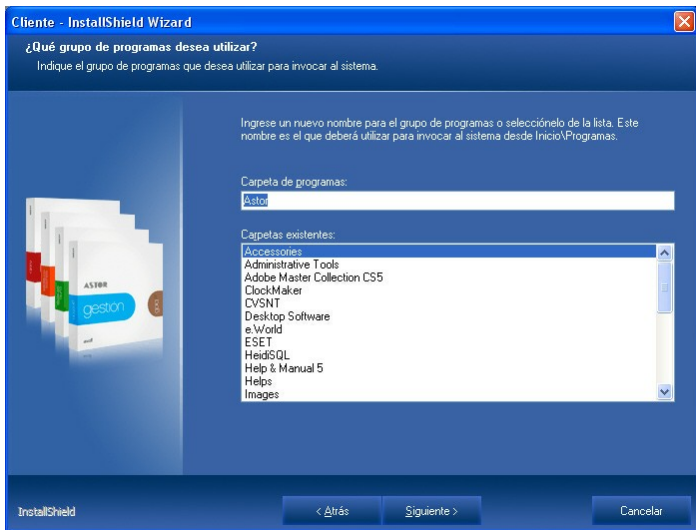 Cliente - InstallShield Wizard
¿Qué grupo de programas desea utilizar?
Indique el grupo de programas que desea utilizar para invocar al sistema.
Ingrese un nuevo nombre para el grupo de programas o selecciónelo de la lista. Este
nombre es el que deberá utilizar para invocar al sistema desde Inicio\Programas.
Carpeta de programas:
Astor
Carpetas existentes:
Accessories
Administrative Tools
Adobe Master Collection CS5
ClockMaker
CVSNT
Desktop Software
e.World
ESET
HeidiSQL
Help & Manual 5
Helps
Images
ASTOR
gestion
InstallShield
< Atrás
Siguiente >
Cancelar